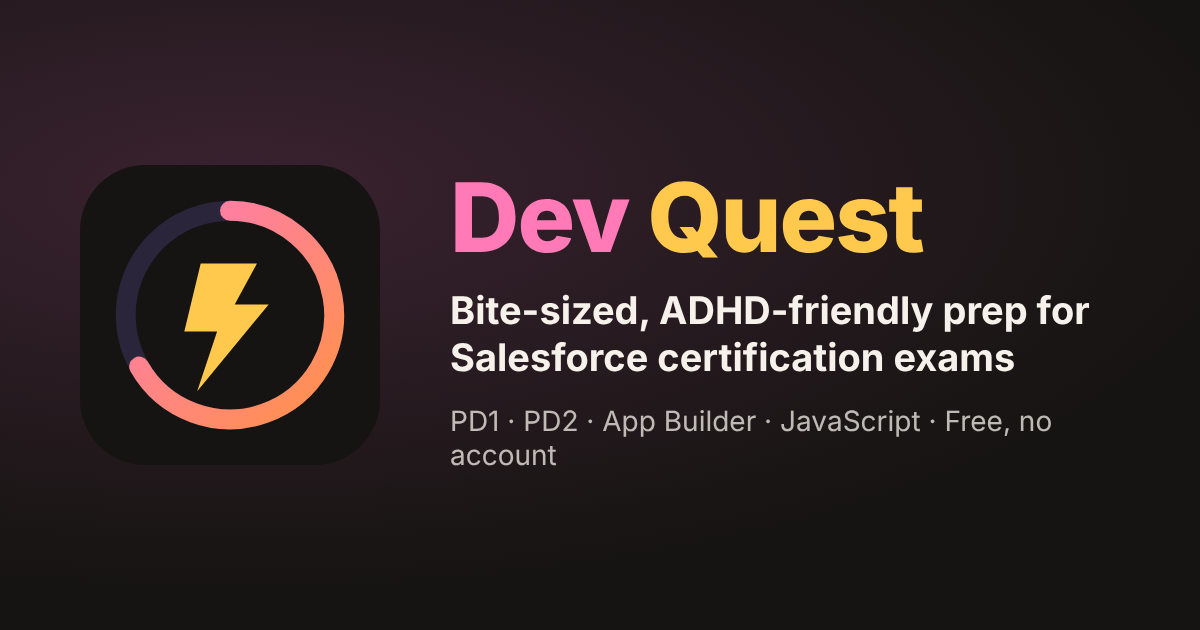 Dev Quest
Bite-sized, ADHD-friendly prep for
Salesforce certification exams
PD1 · PD2 · App Builder · JavaScript · Free, no
account